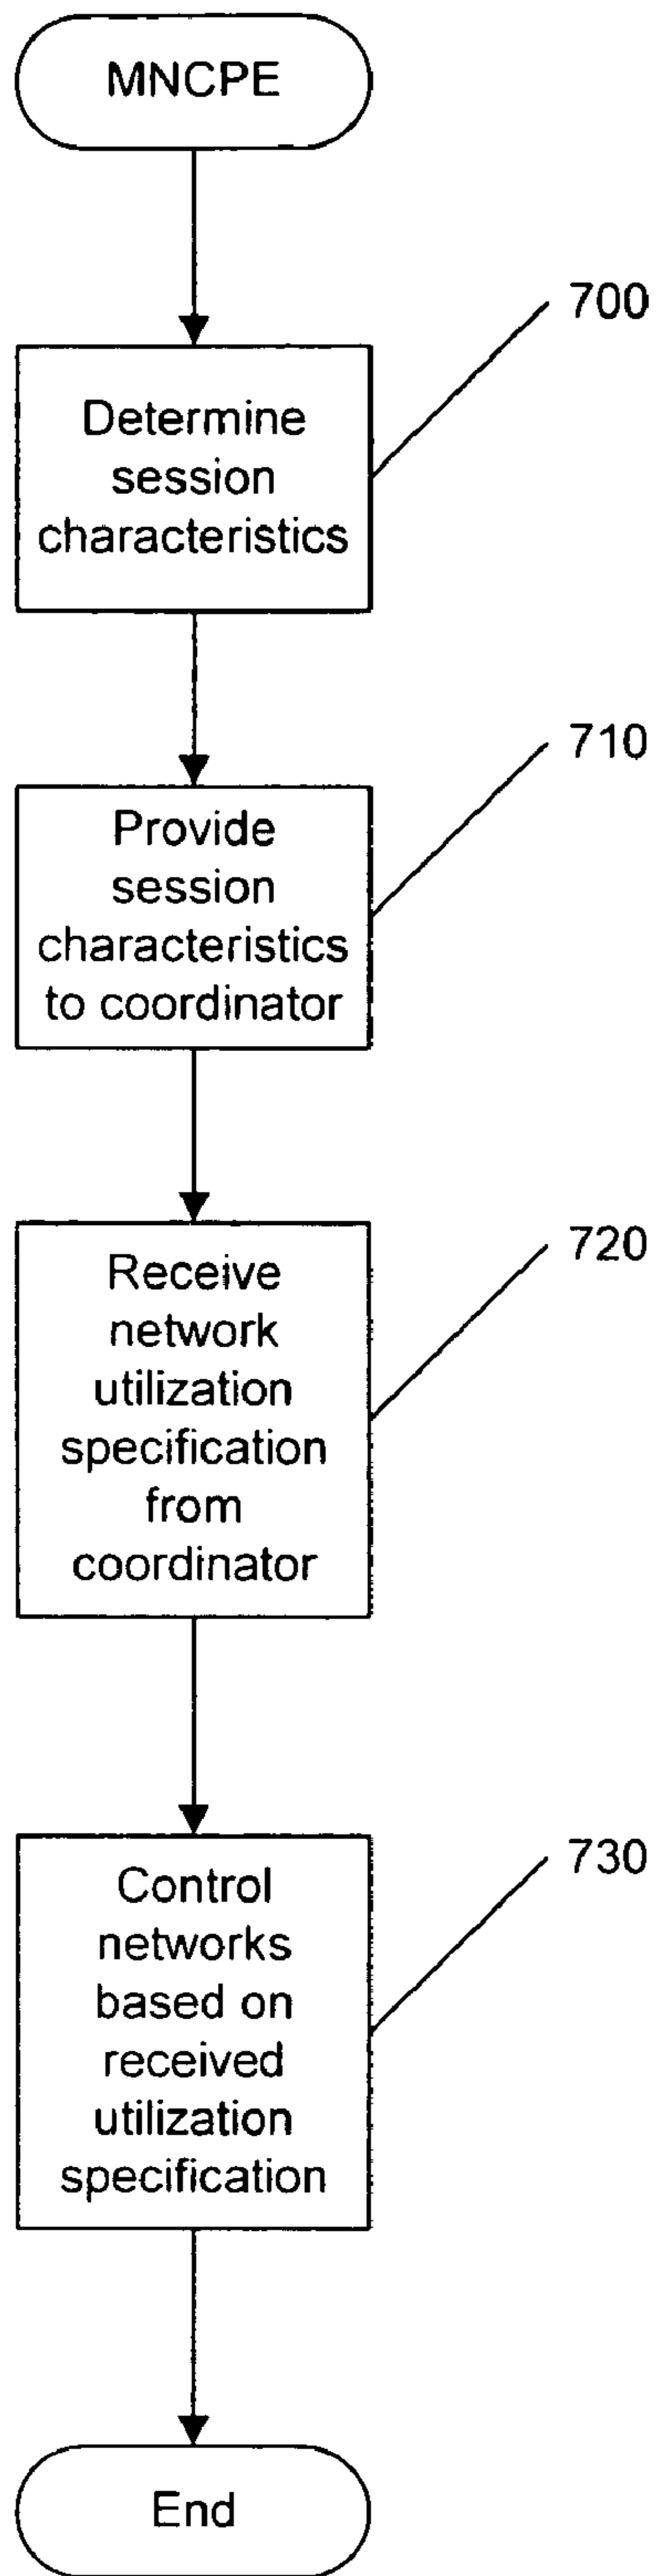 MNCPE
700
Determine
session
characteristics
710
Provide
session
characteristics
to coordinator
720
Receive
network
utilization
specification
from
coordinator
730
Control
networks
based on
received
utilization
specification
End